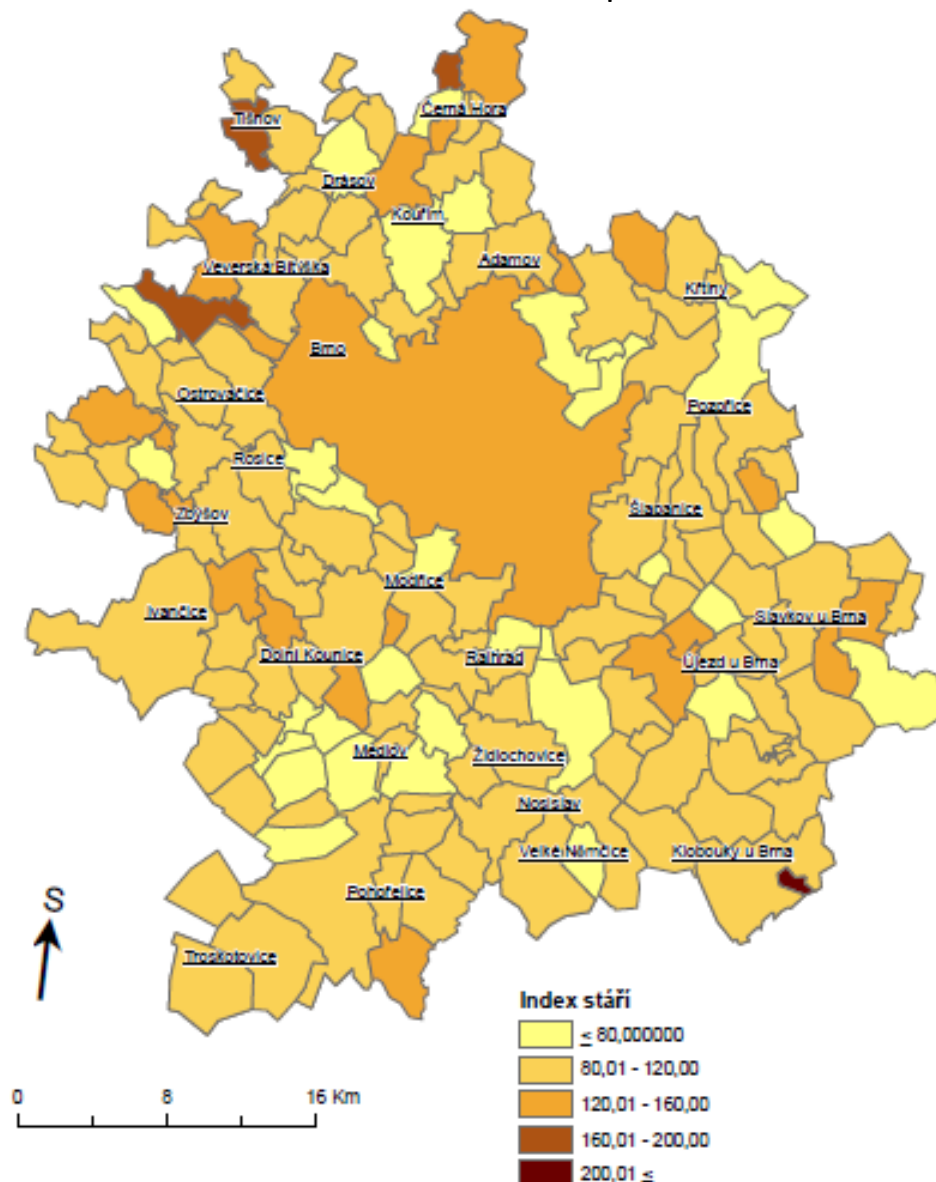 Černá Hora
Tišnov
Drásov
Kouřim
Veverská Bitýška
Adamov
Křtiny
Brno
Ostrovačice
Pozořice
Rosice
Zbýšov
Šlapanice
Modřice
Ivančice
Slavkov u Brna
Dolní Kounice
Rajhrad
Újezd u Brna
Medlov
Židlochovice
Nosislav
Velké Němčice
Klobouky u Brna
Pohořelice
S
Troskotovice
Index stáří
≤ 80,000000
80,01 - 120,00
0 8 16 Km
120,01 - 160,00
160,01 - 200,00
200,01 ≤